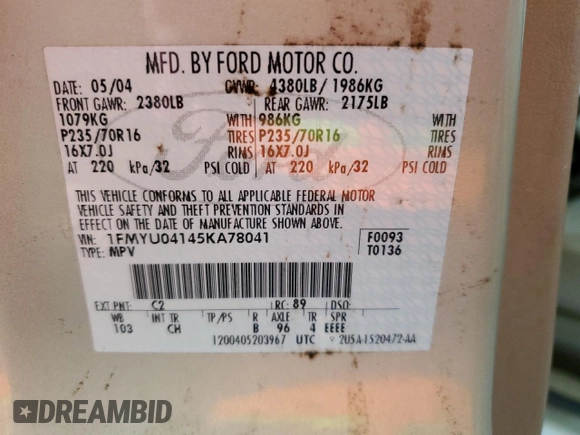 MFD. BY FORD MOTOR CO.
DATE: 05/04 GVWR: 4380LB/1986KG
FRONT GAWR: 2380LB REAR GAWR: 2175LB
1079KG WITH 986KG WITH
P235/70R16 TIRES P235/70R16 TIRES
16X7.0J RIMS 16X7.0J RIMS
AT 220 kPa/32 PSI COLD AT 220 kPa/32 PSI COLD
THIS VEHICLE CONFORMS TO ALL APPLICABLE FEDERAL MOTOR
VEHICLE SAFETY AND THEFT PREVENTION STANDARDS IN
EFFECT ON THE DATE OF MANUFACTURE SHOWN ABOVE.
VIN: 1FMYU04145KA78041 F0093
TYPE: MPV T0136
EXT PNT: C2 RC: 89 DSO:
WB INT TR TP/PS R AXLE TR SPR
103 CH B 96 4 EEEE
1200405203967 UTC 2U5A-1520472-AA
Ford
DREAMBID